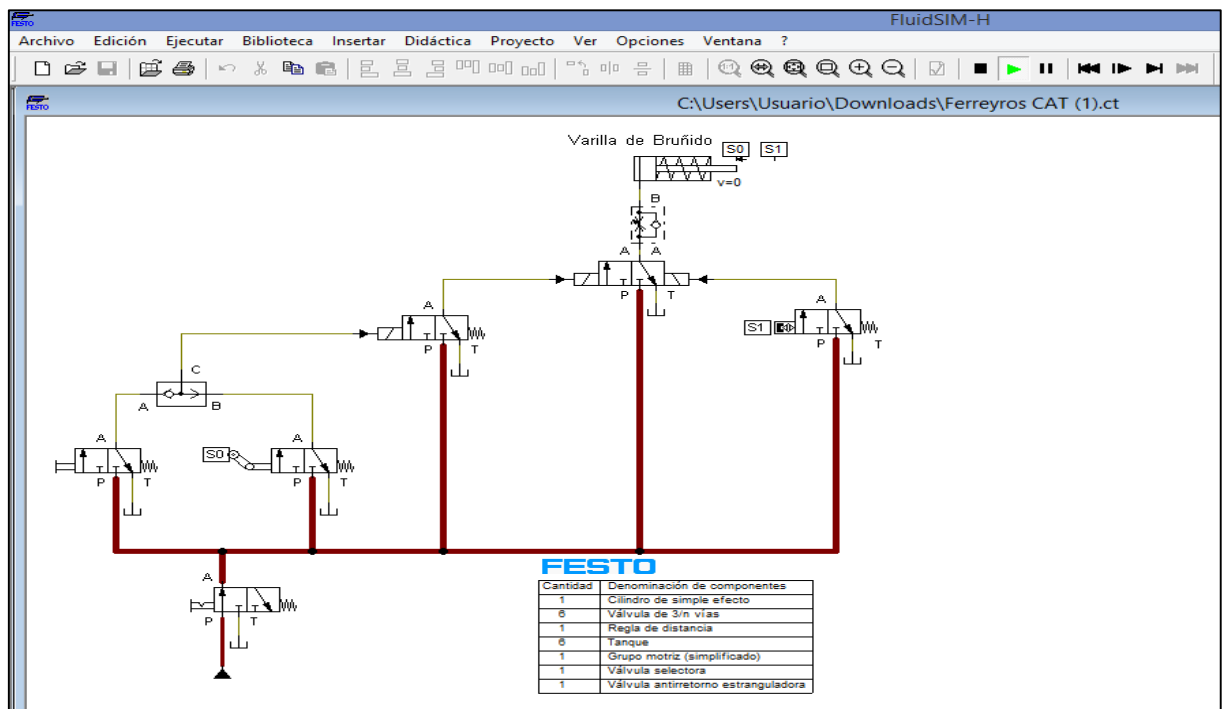 FESTO
FluidSIM-H
Archivo Edición Ejecutar Biblioteca Insertar Didáctica Proyecto Ver Opciones Ventana ?
FESTO
C:\Users\Usuario\Downloads\Ferreyros CAT (1).ct
Varilla de Bruñido
S0 S1
v=0
B
A A
P T
A
P T
A
S1
P T
C
A B
A
P T
S0
A
P T
A
P T
FESTO
Cantidad Denominación de componentes
1 Cilindro de simple efecto
6 Válvula de 3/n vías
1 Regla de distancia
6 Tanque
1 Grupo motriz (simplificado)
1 Válvula selectora
1 Válvula antirretorno estranguladora